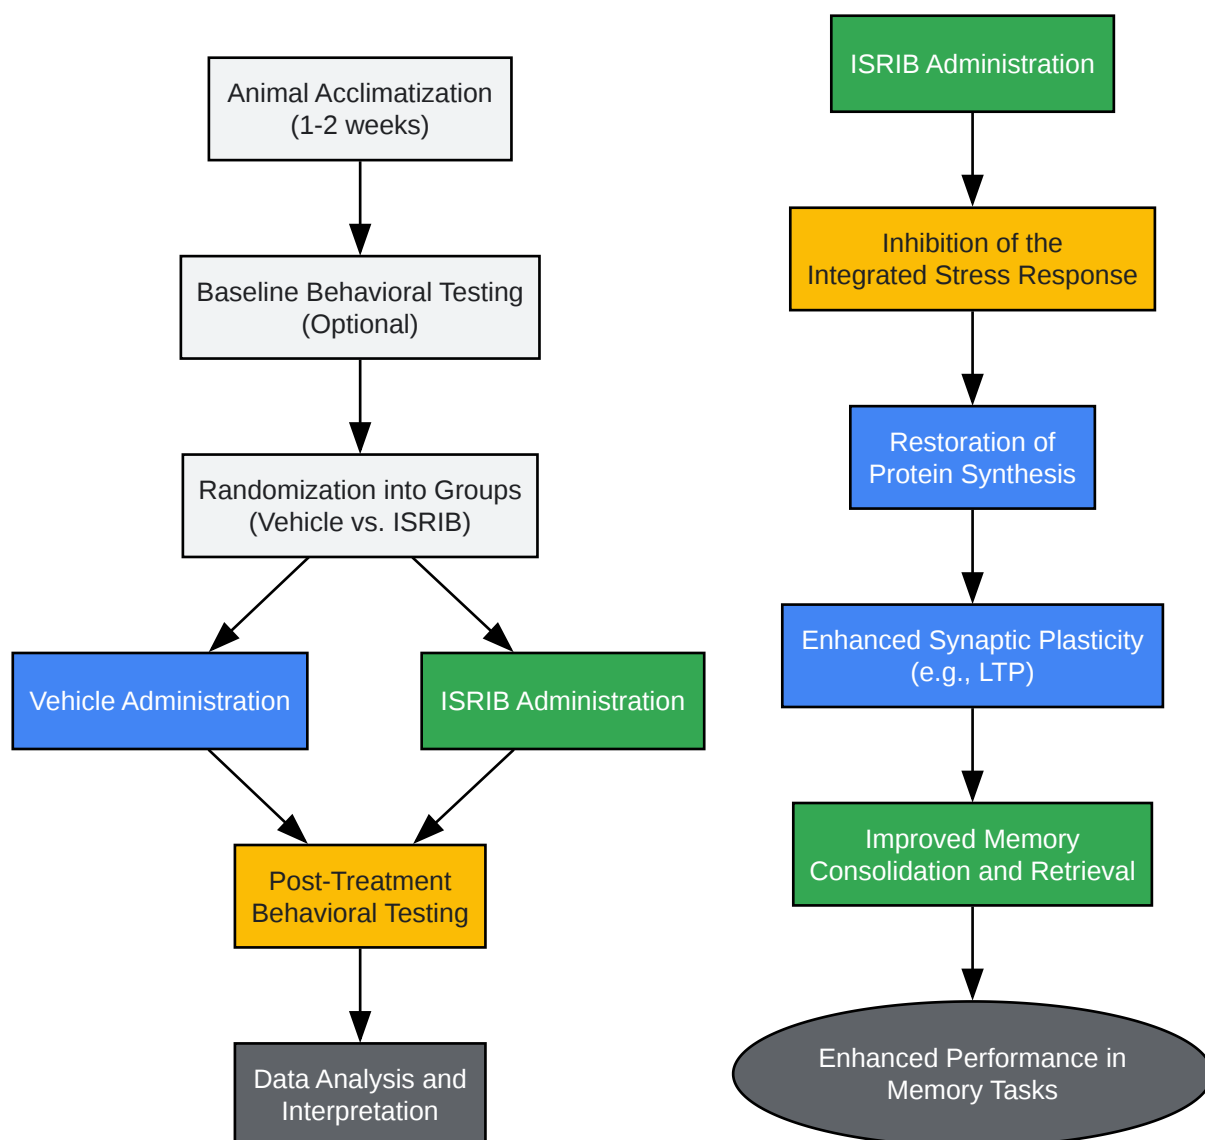 Animal Acclimatization
(1-2 weeks)
Baseline Behavioral Testing
(Optional)
Randomization into Groups
(Vehicle vs. ISRIB)
Vehicle Administration
ISRIB Administration
Post-Treatment
Behavioral Testing
Data Analysis and
Interpretation
ISRIB Administration
Inhibition of the
Integrated Stress Response
Restoration of
Protein Synthesis
Enhanced Synaptic Plasticity
(e.g., LTP)
Improved Memory
Consolidation and Retrieval
Enhanced Performance in
Memory Tasks